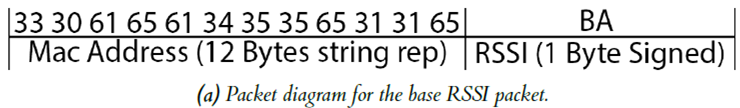 33 30 61 65 61 34 35 35 65 31 31 65 BA
Mac Address (12 Bytes string rep) RSSI (1 Byte Signed)
(a) Packet diagram for the base RSSI packet.